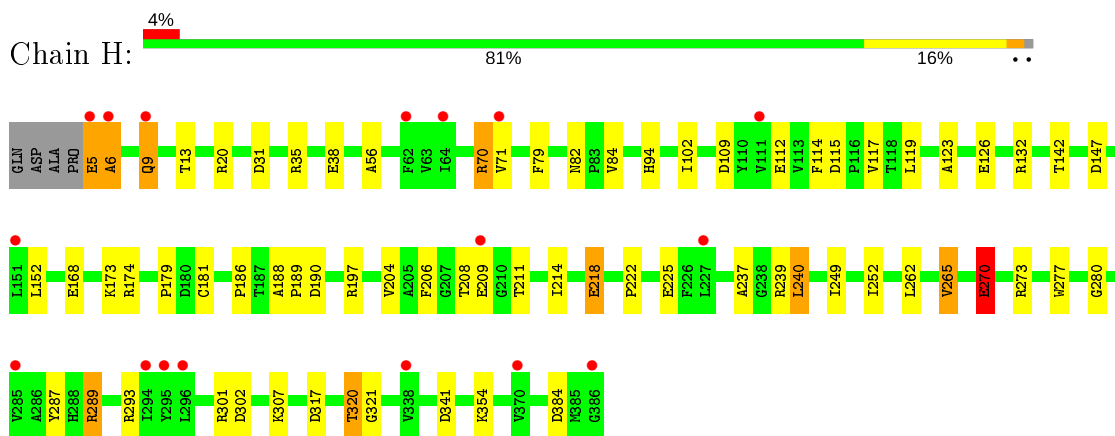 4%
Chain H:
81%
16%
GLN ASP ALA PRO E5 A6 Q9 T13 R20 D31 R35 E38 A56 F62 V63 I64 R70 V71 F79 N82 P83 V84 H94 I102 D109 Y110 V111 E112 V113 F114 D115 P116 V117 T118 L119 A123 E126 R132 T142 D147
L151 L152 E168 K173 R174 P179 D180 C181 P186 T187 A188 P189 D190 R197 V204 A205 F206 G207 T208 E209 G210 T211 I214 E218 P222 E225 F226 L227 A237 G238 R239 L240 I249 I252 L262 V265 E270 R273 W277 G280
V285 A286 Y287 H288 R289 R293 I294 Y295 L296 R301 D302 K307 D317 T320 G321 V338 D341 K354 V370 D384 M385 G386